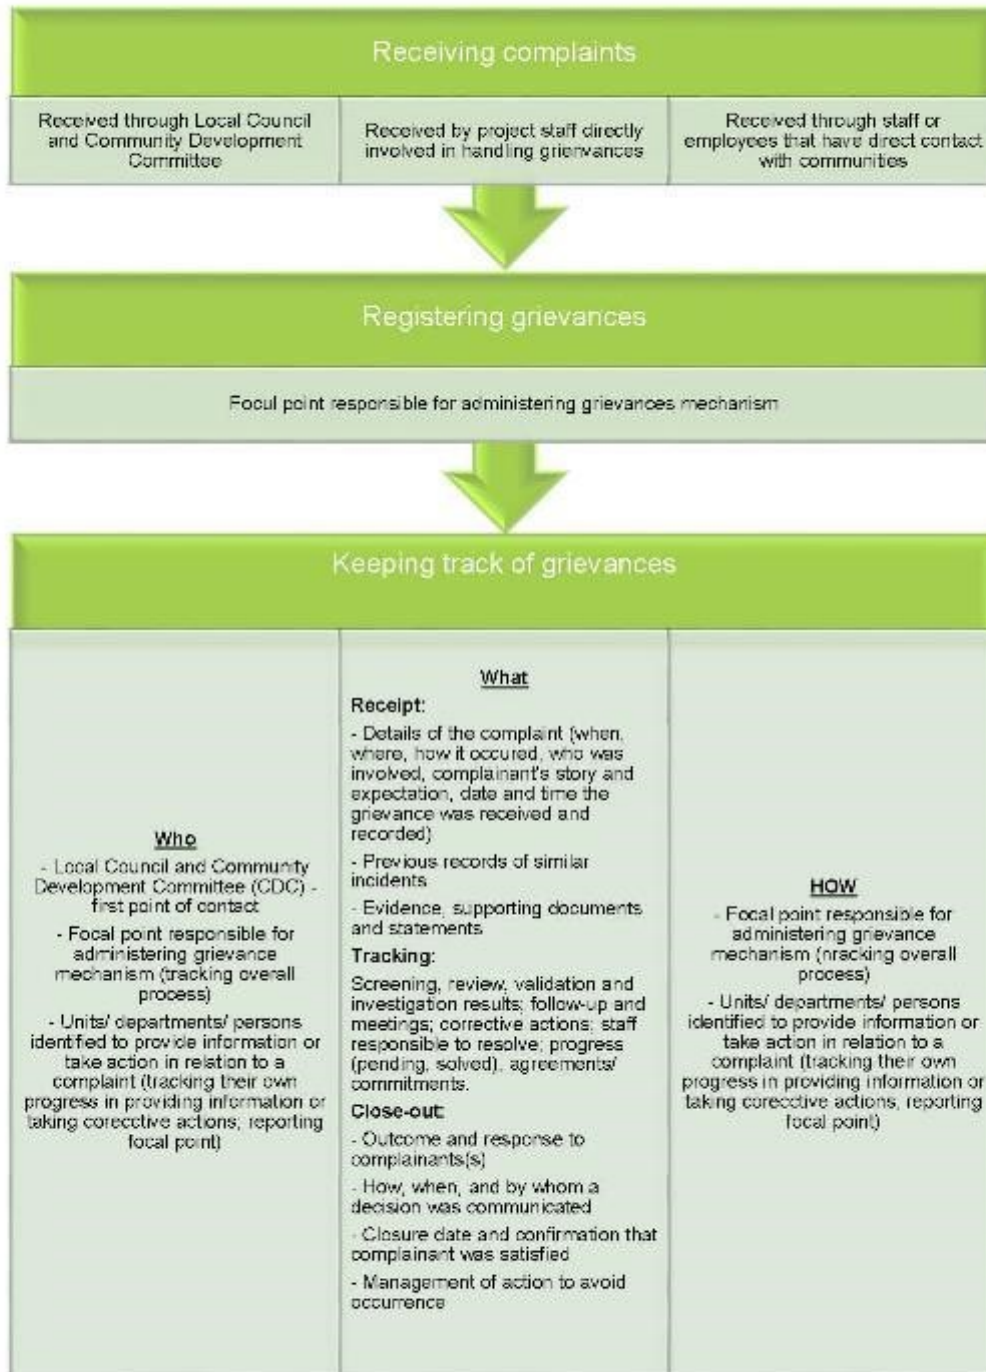 Receiving complaints
Received through Local Council
and Community Development
Committee
Received by project staff directly
involved in handling grienvances
Received through staff or
employees that have direct contact
with communities
Registering grievances
Focul point responsible for administering grievances mechanism
Keeping track of grievances
Who
- Local Council and Community
Development Committee (CDC) -
first point of contact
- Focal point responsible for
administering grievance
mechanism (tracking overall
process)
- Units/ departments/ persons
identified to provide information or
take action in relation to a
complaint (tracking their own
progress in providing information or
taking corecctive actions, reporting
focal point)
What
Receipt:
- Details of the complaint (when,
where, how it occured, who was
involved, complainant's story and
expectation, date and time the
grievance was received and
recorded)
- Previous records of similar
incidents
- Evidence, supporting documents
and statements
Tracking:
Screening, review, validation and
investigation results; follow-up and
meetings; corrective actions; staff
responsible to resolve; progress
(pending, solved), agreements/
commitments.
Close-out:
- Outcome and response to
complainants(s)
- How, when, and by whom a
decision was communicated
- Closure date and confirmation that
complainant was satisfied
- Management of action to avoid
occurrence
HOW
- Focal point responsible for
administering grievance
mechanism (nracking overall
process)
- Units/ departments/ persons
identified to provide information or
take action in relation to a
complaint (tracking their own
progress in providing information or
taking corecctive actions, reporting
focal point)